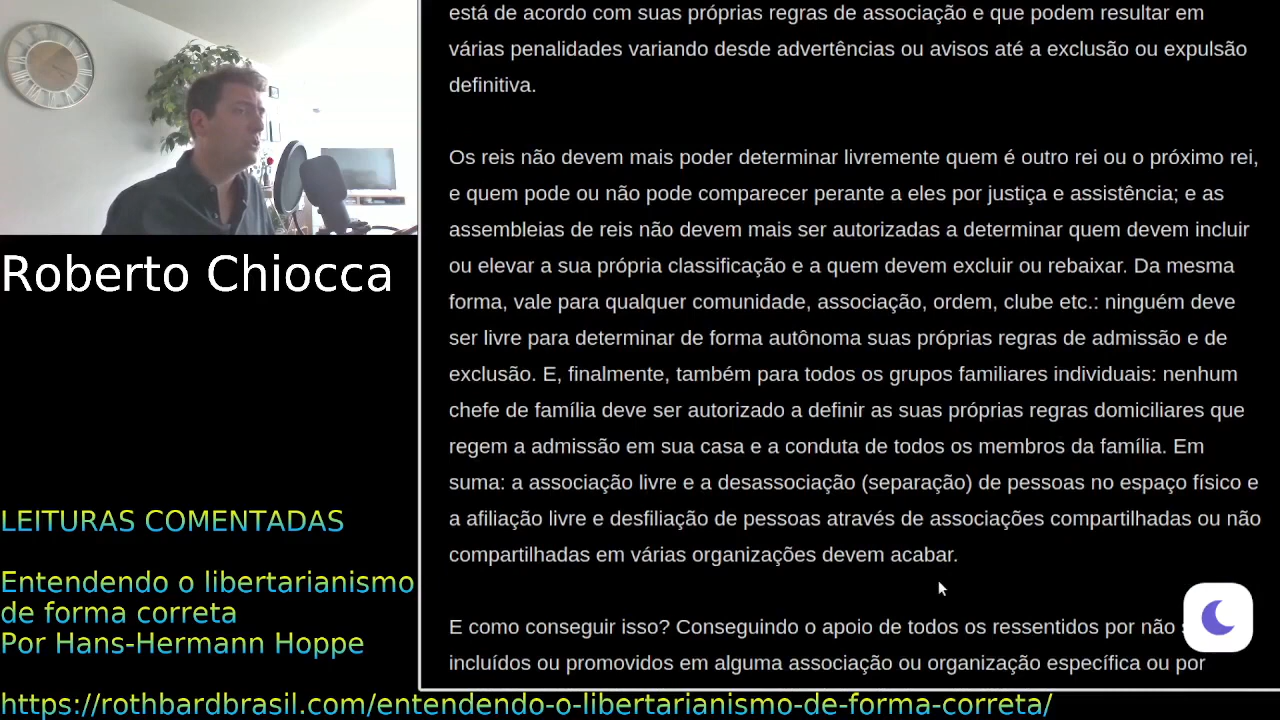 está de acordo com suas próprias regras de associação e que podem resultar em
várias penalidades variando desde advertências ou avisos até a exclusão ou expulsão
definitiva.
Os reis não devem mais poder determinar livremente quem é outro rei ou o próximo rei,
e quem pode ou não pode comparecer perante a eles por justiça e assistência; e as
assembleias de reis não devem mais ser autorizadas a determinar quem devem incluir
ou elevar a sua própria classificação e a quem devem excluir ou rebaixar. Da mesma
forma, vale para qualquer comunidade, associação, ordem, clube etc.: ninguém deve
ser livre para determinar de forma autônoma suas próprias regras de admissão e de
exclusão. E, finalmente, também para todos os grupos familiares individuais: nenhum
chefe de família deve ser autorizado a definir as suas próprias regras domiciliares que
regem a admissão em sua casa e a conduta de todos os membros da família. Em
suma: a associação livre e a desassociação (separação) de pessoas no espaço físico e
a afiliação livre e desfiliação de pessoas através de associações compartilhadas ou não
compartilhadas em várias organizações devem acabar.
E como conseguir isso? Conseguindo o apoio de todos os ressentidos por não
incluídos ou promovidos em alguma associação ou organização específica ou por
Roberto Chiocca
LEITURAS COMENTADAS
Entendendo o libertarianismo
de forma correta
Por Hans-Hermann Hoppe
https://rothbardbrasil.com/entendendo-o-libertarianismo-de-forma-correta/